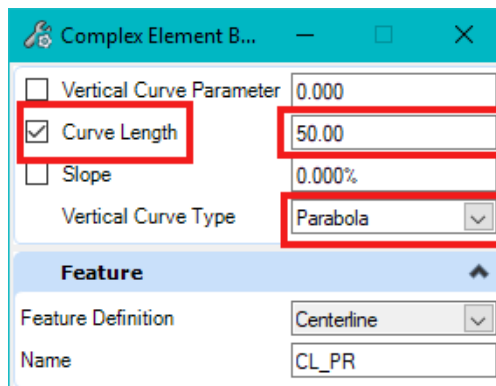 Complex Element B...
Vertical Curve Parameter 0.000
Curve Length 50.00
Slope 0.000%
Vertical Curve Type Parabola
Feature
Feature Definition Centerline
Name CL_PR